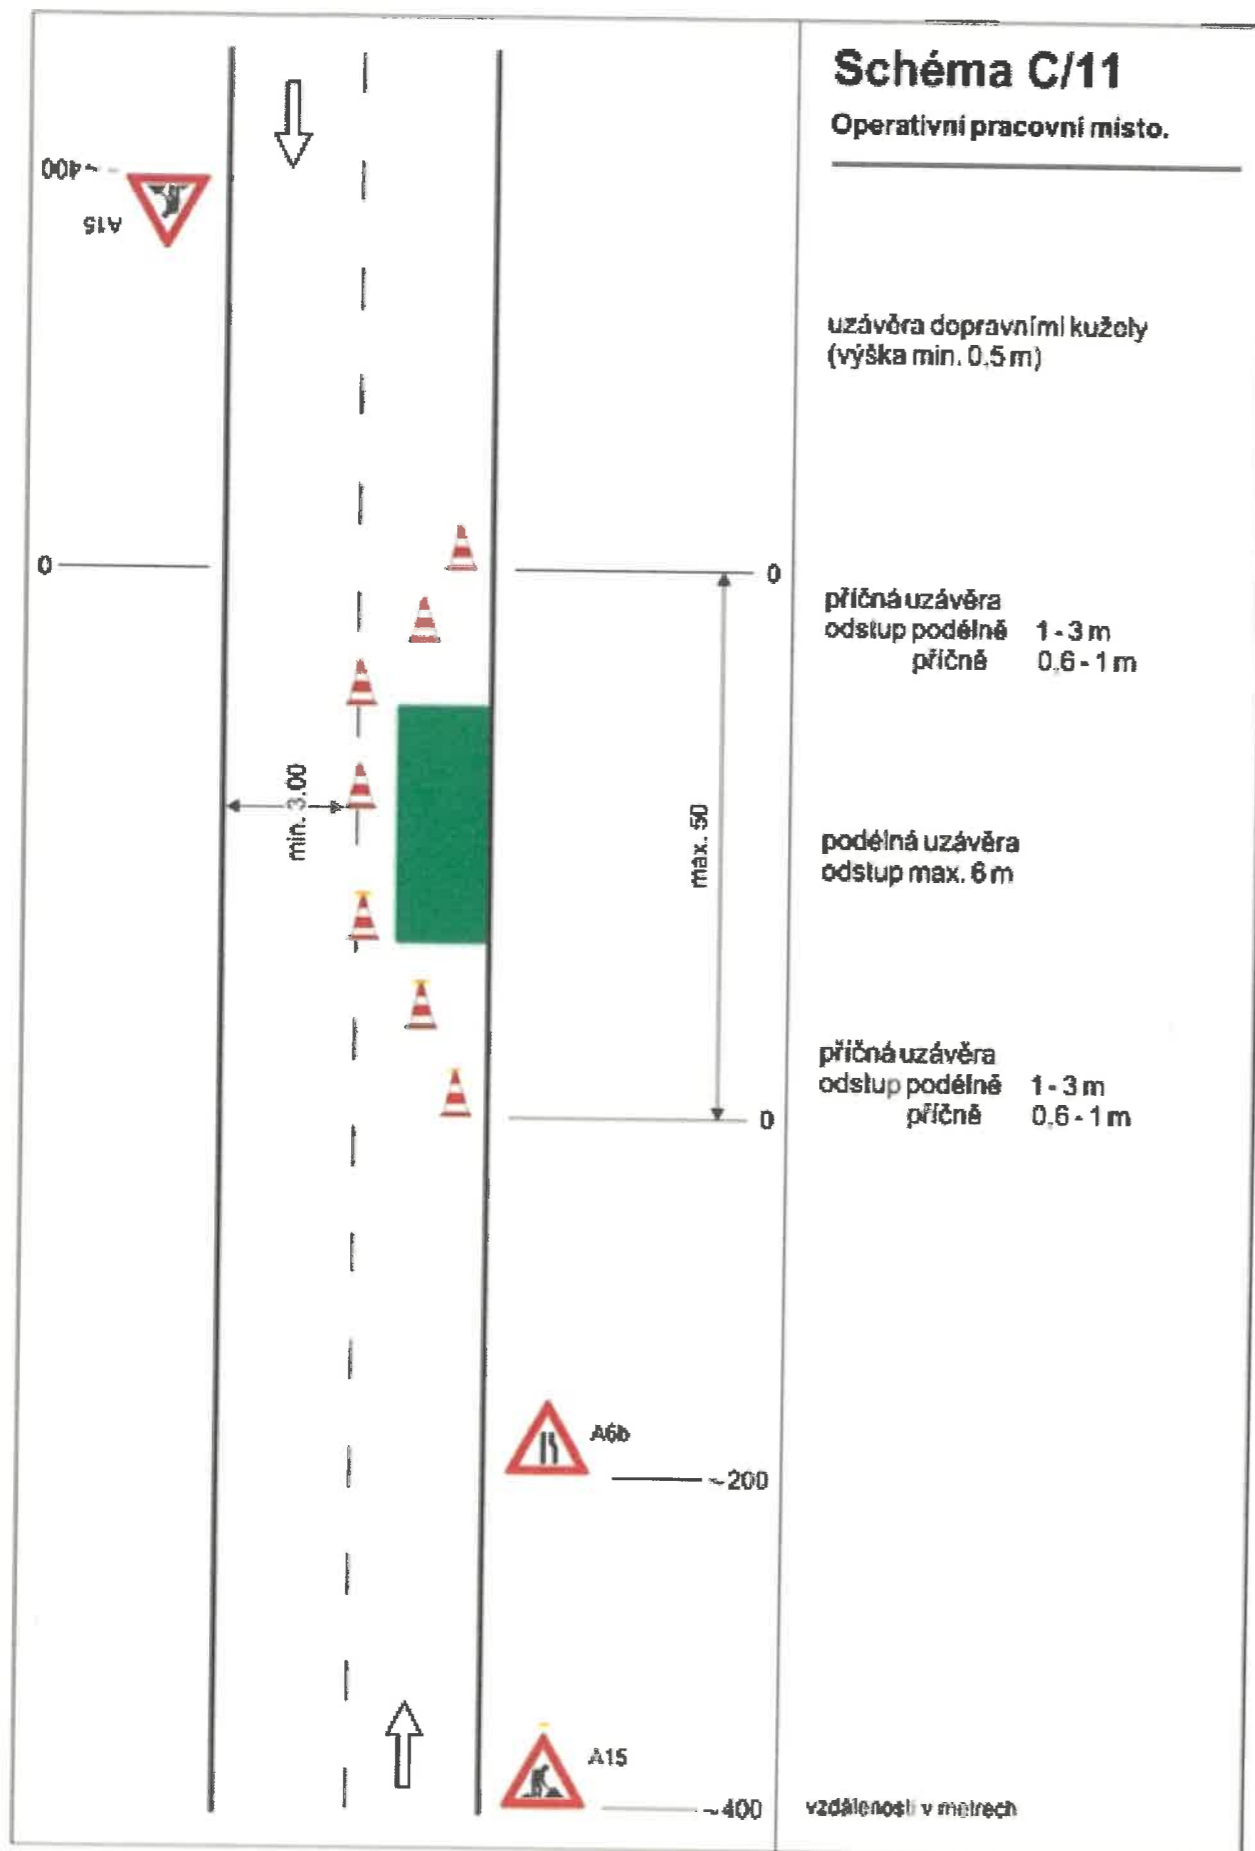 Schéma C/11
Operativní pracovní místo.
~400
A15
uzávěra dopravními kužely
(výška min. 0,5 m)
0
0
příčná uzávěra
odstup podélně 1 - 3 m
příčně 0,6 - 1 m
min. 3.00
max. 50
podélná uzávěra
odstup max. 6 m
příčná uzávěra
odstup podélně 1 - 3 m
příčně 0,6 - 1 m
0
A6b
~200
A15
~400
vzdálenosti v metrech